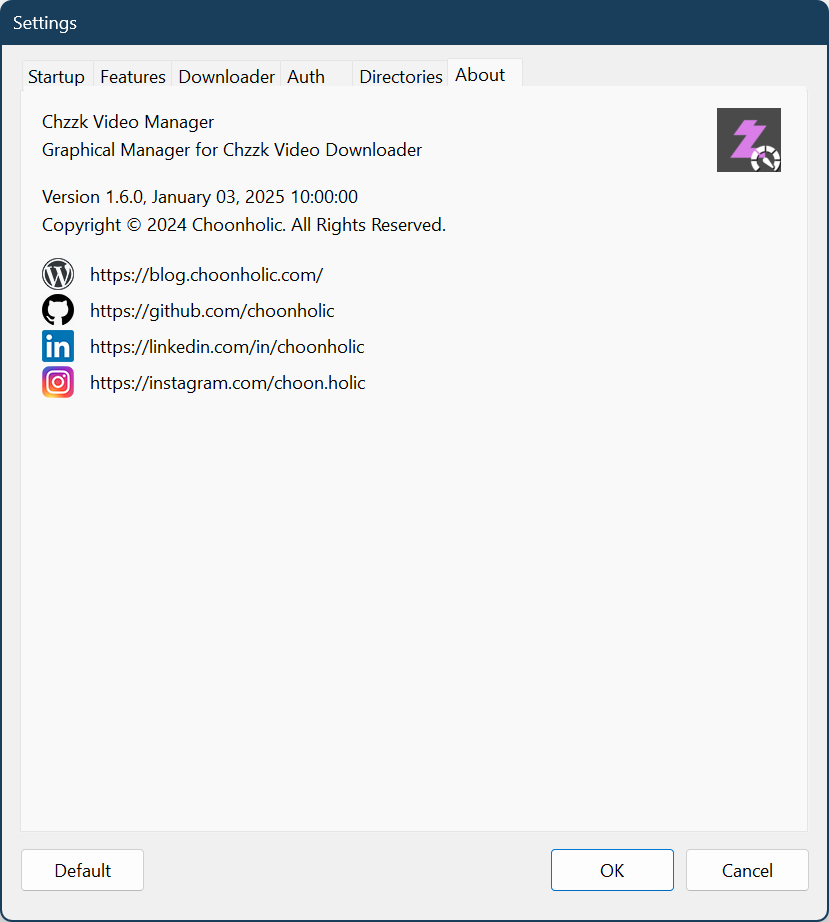 Settings
Startup Features Downloader Auth Directories About
Chzzk Video Manager
Graphical Manager for Chzzk Video Downloader
Version 1.6.0, January 03, 2025 10:00:00
Copyright © 2024 Choonholic. All Rights Reserved.
https://blog.choonholic.com/
https://github.com/choonholic
https://linkedin.com/in/choonholic
https://instagram.com/choon.holic
Default OK Cancel